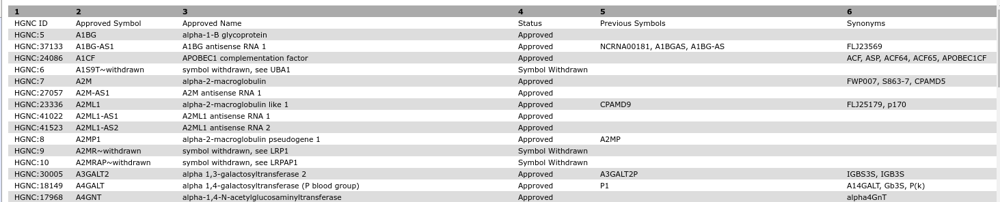 1 2 3 4 5 6
HGNC ID Approved Symbol Approved Name Status Previous Symbols Synonyms
HGNC:5 A1BG alpha-1-B glycoprotein Approved
HGNC:37133 A1BG-AS1 A1BG antisense RNA 1 Approved NCRNA00181, A1BGAS, A1BG-AS FLJ23569
HGNC:24086 A1CF APOBEC1 complementation factor Approved ACF, ASP, ACF64, ACF65, APOBEC1CF
HGNC:6 A1S9T~withdrawn symbol withdrawn, see UBA1 Symbol Withdrawn
HGNC:7 A2M alpha-2-macroglobulin Approved FWP007, S863-7, CPAMD5
HGNC:27057 A2M-AS1 A2M antisense RNA 1 Approved
HGNC:23336 A2ML1 alpha-2-macroglobulin like 1 Approved CPAMD9 FLJ25179, p170
HGNC:41022 A2ML1-AS1 A2ML1 antisense RNA 1 Approved
HGNC:41523 A2ML1-AS2 A2ML1 antisense RNA 2 Approved
HGNC:8 A2MP1 alpha-2-macroglobulin pseudogene 1 Approved A2MP
HGNC:9 A2MR~withdrawn symbol withdrawn, see LRP1 Symbol Withdrawn
HGNC:10 A2MRAP~withdrawn symbol withdrawn, see LRPAP1 Symbol Withdrawn
HGNC:30005 A3GALT2 alpha 1,3-galactosyltransferase 2 Approved A3GALT2P IGBS3S, IGB3S
HGNC:18149 A4GALT alpha 1,4-galactosyltransferase (P blood group) Approved P1 A14GALT, Gb3S, P(k)
HGNC:17968 A4GNT alpha-1,4-N-acetylglucosaminyltransferase Approved alpha4GnT